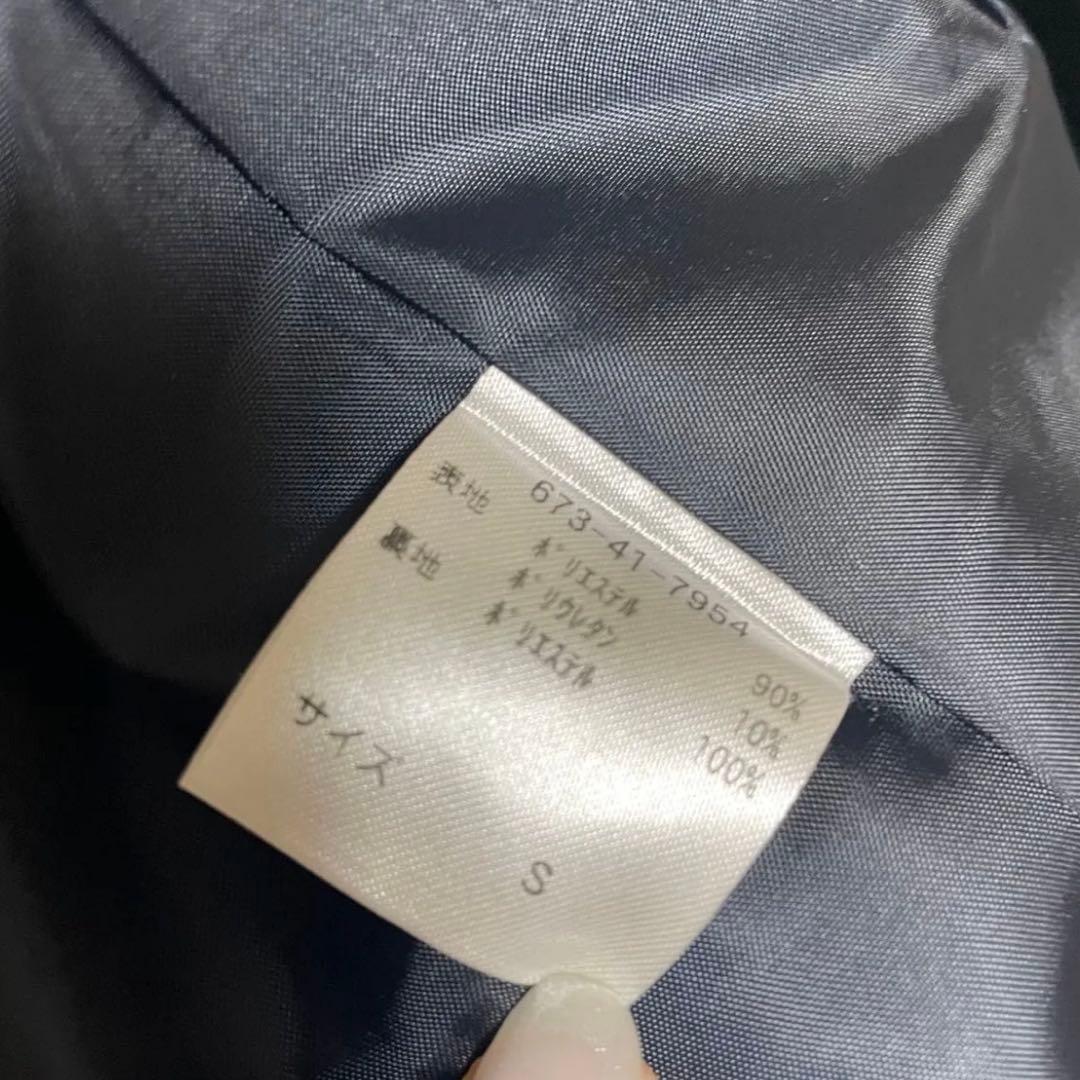 673-41-7954
表地 ポリエステル 90%
ポリウレタン 10%
裏地 ポリエステル 100%
サイズ S